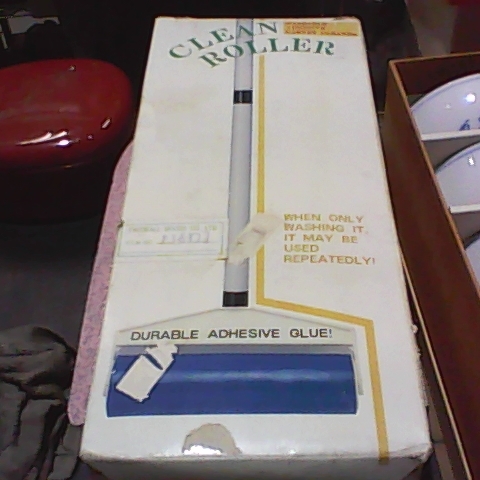 CLEAN
ROLLER
WHEN ONLY
WASHING IT,
IT MAY BE
USED
REPEATEDLY!
DURABLE ADHESIVE GLUE!